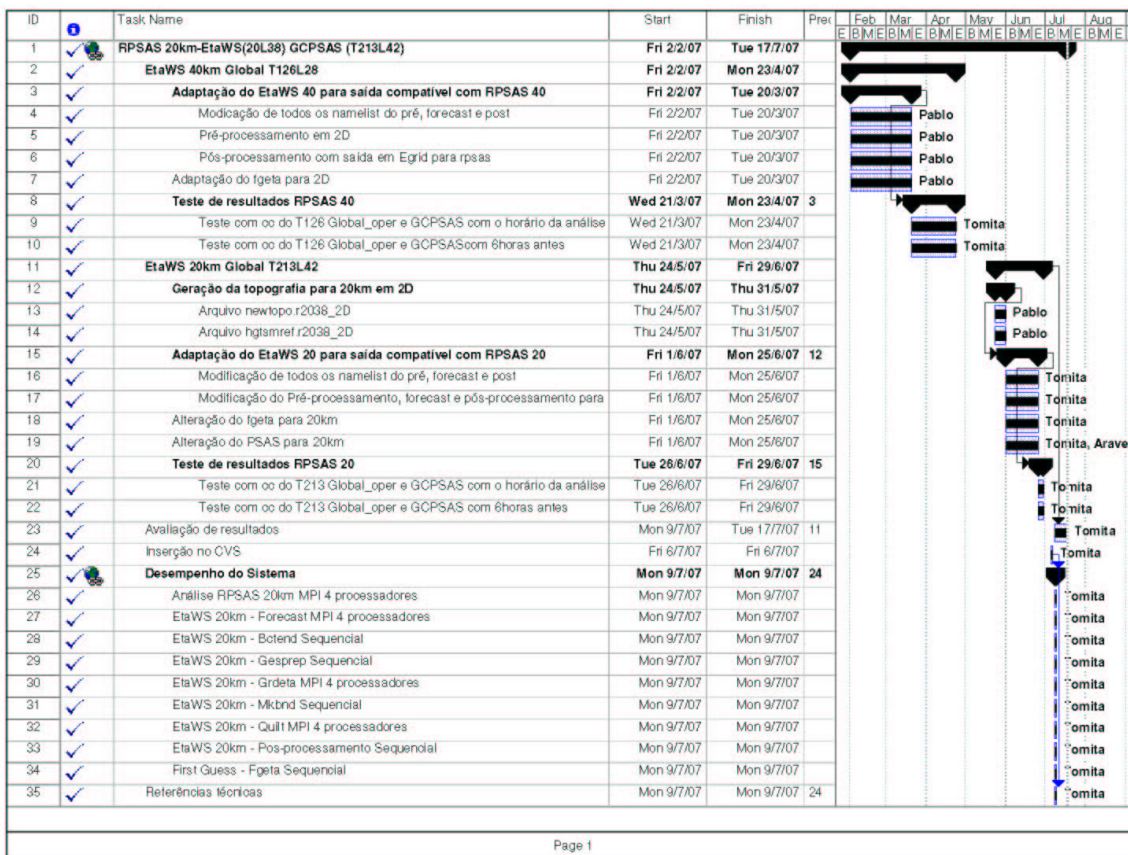 ID Task Name Start Finish Pred Feb Mar Apr May Jun Jul Aug
E B M E B M E B M E B M E B M E B M E B M E
1 RPSAS 20km-EtaWS(20L38) GCPSAS (T213L42) Fri 2/2/07 Tue 17/7/07
2 EtaWS 40km Global T126L28 Fri 2/2/07 Mon 23/4/07
3 Adaptação do EtaWS 40 para saída compatível com RPSAS 40 Fri 2/2/07 Tue 20/3/07
4 Modicação de todos os namelist do pré, forecast e post Fri 2/2/07 Tue 20/3/07 Pablo
5 Pré-processamento em 2D Fri 2/2/07 Tue 20/3/07 Pablo
6 Pós-processamento com saída em Egrid para rpsas Fri 2/2/07 Tue 20/3/07 Pablo
7 Adaptação do fgeta para 2D Fri 2/2/07 Tue 20/3/07 Pablo
8 Teste de resultados RPSAS 40 Wed 21/3/07 Mon 23/4/07 3
9 Teste com cc do T126 Global_oper e GCPSAS com o horário da análise Wed 21/3/07 Mon 23/4/07 Tomita
10 Teste com cc do T126 Global_oper e GCPSAScom 6horas antes Wed 21/3/07 Mon 23/4/07 Tomita
11 EtaWS 20km Global T213L42 Thu 24/5/07 Fri 29/6/07
12 Geração da topografia para 20km em 2D Thu 24/5/07 Thu 31/5/07
13 Arquivo newtopo.r2038_2D Thu 24/5/07 Thu 31/5/07 Pablo
14 Arquivo hgtsmref.r2038_2D Thu 24/5/07 Thu 31/5/07 Pablo
15 Adaptação do EtaWS 20 para saída compatível com RPSAS 20 Fri 1/6/07 Mon 25/6/07 12
16 Modificação de todos os namelist do pré, forecast e post Fri 1/6/07 Mon 25/6/07 Tomita
17 Modificação do Pré-processamento, forecast e pós-processamento para Fri 1/6/07 Mon 25/6/07 Tomita
18 Alteração do fgeta para 20km Fri 1/6/07 Mon 25/6/07 Tomita
19 Alteração do PSAS para 20km Fri 1/6/07 Mon 25/6/07 Tomita, Arave
20 Teste de resultados RPSAS 20 Tue 26/6/07 Fri 29/6/07 15
21 Teste com cc do T213 Global_oper e GCPSAS com o horário da análise Tue 26/6/07 Fri 29/6/07 Tomita
22 Teste com cc do T213 Global_oper e GCPSAS com 6horas antes Tue 26/6/07 Fri 29/6/07 Tomita
23 Avaliação de resultados Mon 9/7/07 Tue 17/7/07 11 Tomita
24 Inserção no CVS Fri 6/7/07 Fri 6/7/07 Tomita
25 Desempenho do Sistema Mon 9/7/07 Mon 9/7/07 24
26 Análise RPSAS 20km MPI 4 processadores Mon 9/7/07 Mon 9/7/07 Tomita
27 EtaWS 20km - Forecast MPI 4 processadores Mon 9/7/07 Mon 9/7/07 Tomita
28 EtaWS 20km - Bctend Sequencial Mon 9/7/07 Mon 9/7/07 Tomita
29 EtaWS 20km - Gesprep Sequencial Mon 9/7/07 Mon 9/7/07 Tomita
30 EtaWS 20km - Grdeta MPI 4 processadores Mon 9/7/07 Mon 9/7/07 Tomita
31 EtaWS 20km - Mkbnd Sequencial Mon 9/7/07 Mon 9/7/07 Tomita
32 EtaWS 20km - Quilt MPI 4 processadores Mon 9/7/07 Mon 9/7/07 Tomita
33 EtaWS 20km - Pos-processamento Sequencial Mon 9/7/07 Mon 9/7/07 Tomita
34 First Guess - Fgeta Sequencial Mon 9/7/07 Mon 9/7/07 Tomita
35 Referências técnicas Mon 9/7/07 Mon 9/7/07 24 Tomita
Page 1